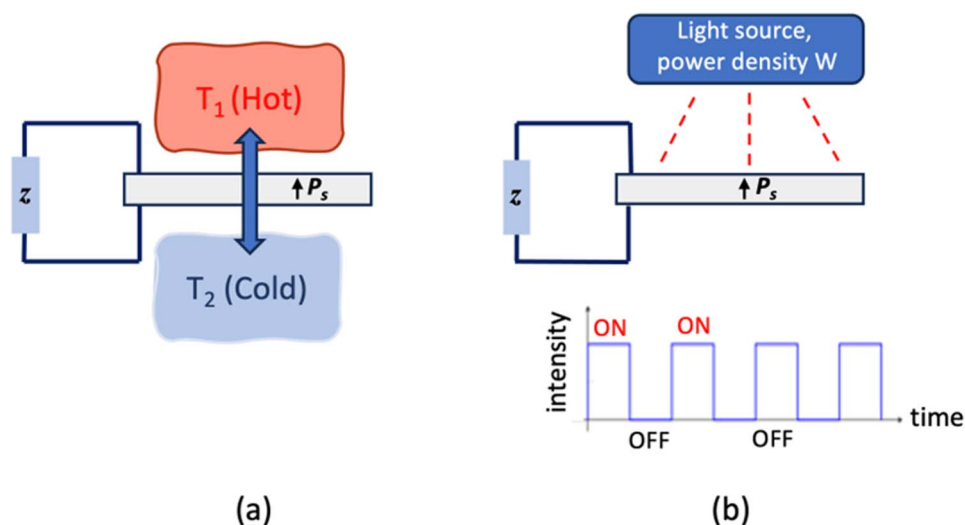 T₁ (Hot)
z
Pₛ
T₂ (Cold)
(a)
Light source,
power density W
z
Pₛ
intensity
ON
ON
OFF
OFF
time
(b)